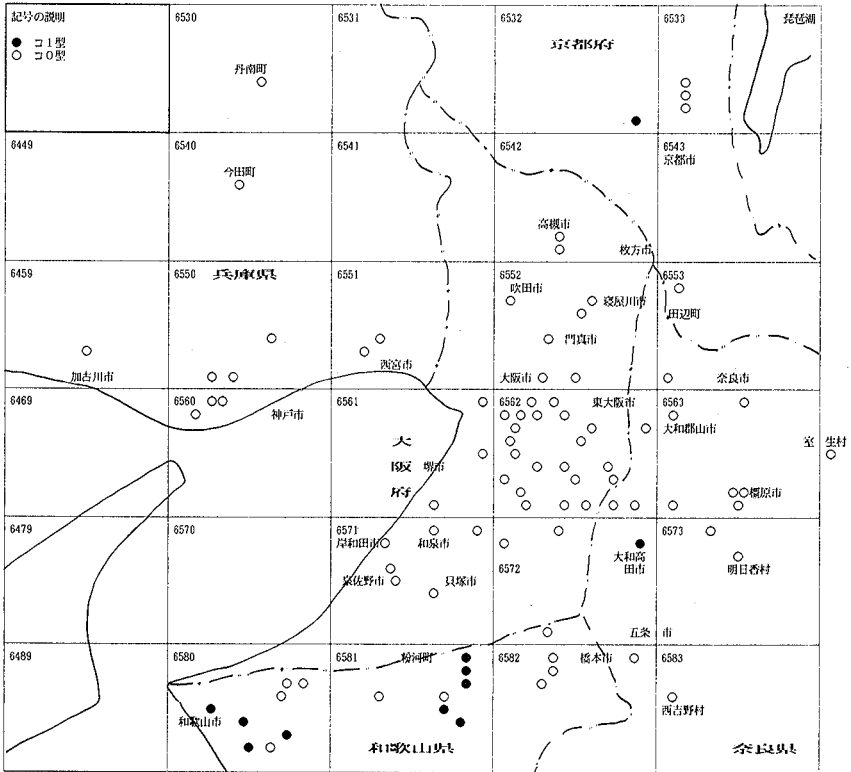 記号の説明
● コ1型
○ コ0型
6530
6531
6532
6533
琵琶湖
京都府
丹南町
6449
6540
6541
6542
6543
京都市
今田町
高槻市
枚方市
6459
6550
兵庫県
6551
6552
6553
吹田市
寝屋川市
田辺町
門真市
加古川市
西宮市
大阪市
奈良市
6469
6560
神戸市
6561
6562
東大阪市
6563
大和郡山市
大
阪
府
堺市
室生村
橿原市
6479
6570
6571
6572
6573
岸和田市
和泉市
大和高
田市
明日香村
泉佐野市
貝塚市
五条市
6489
6580
6581
粉河町
6582
橋本市
6583
和歌山市
西吉野村
和歌山県
奈良県